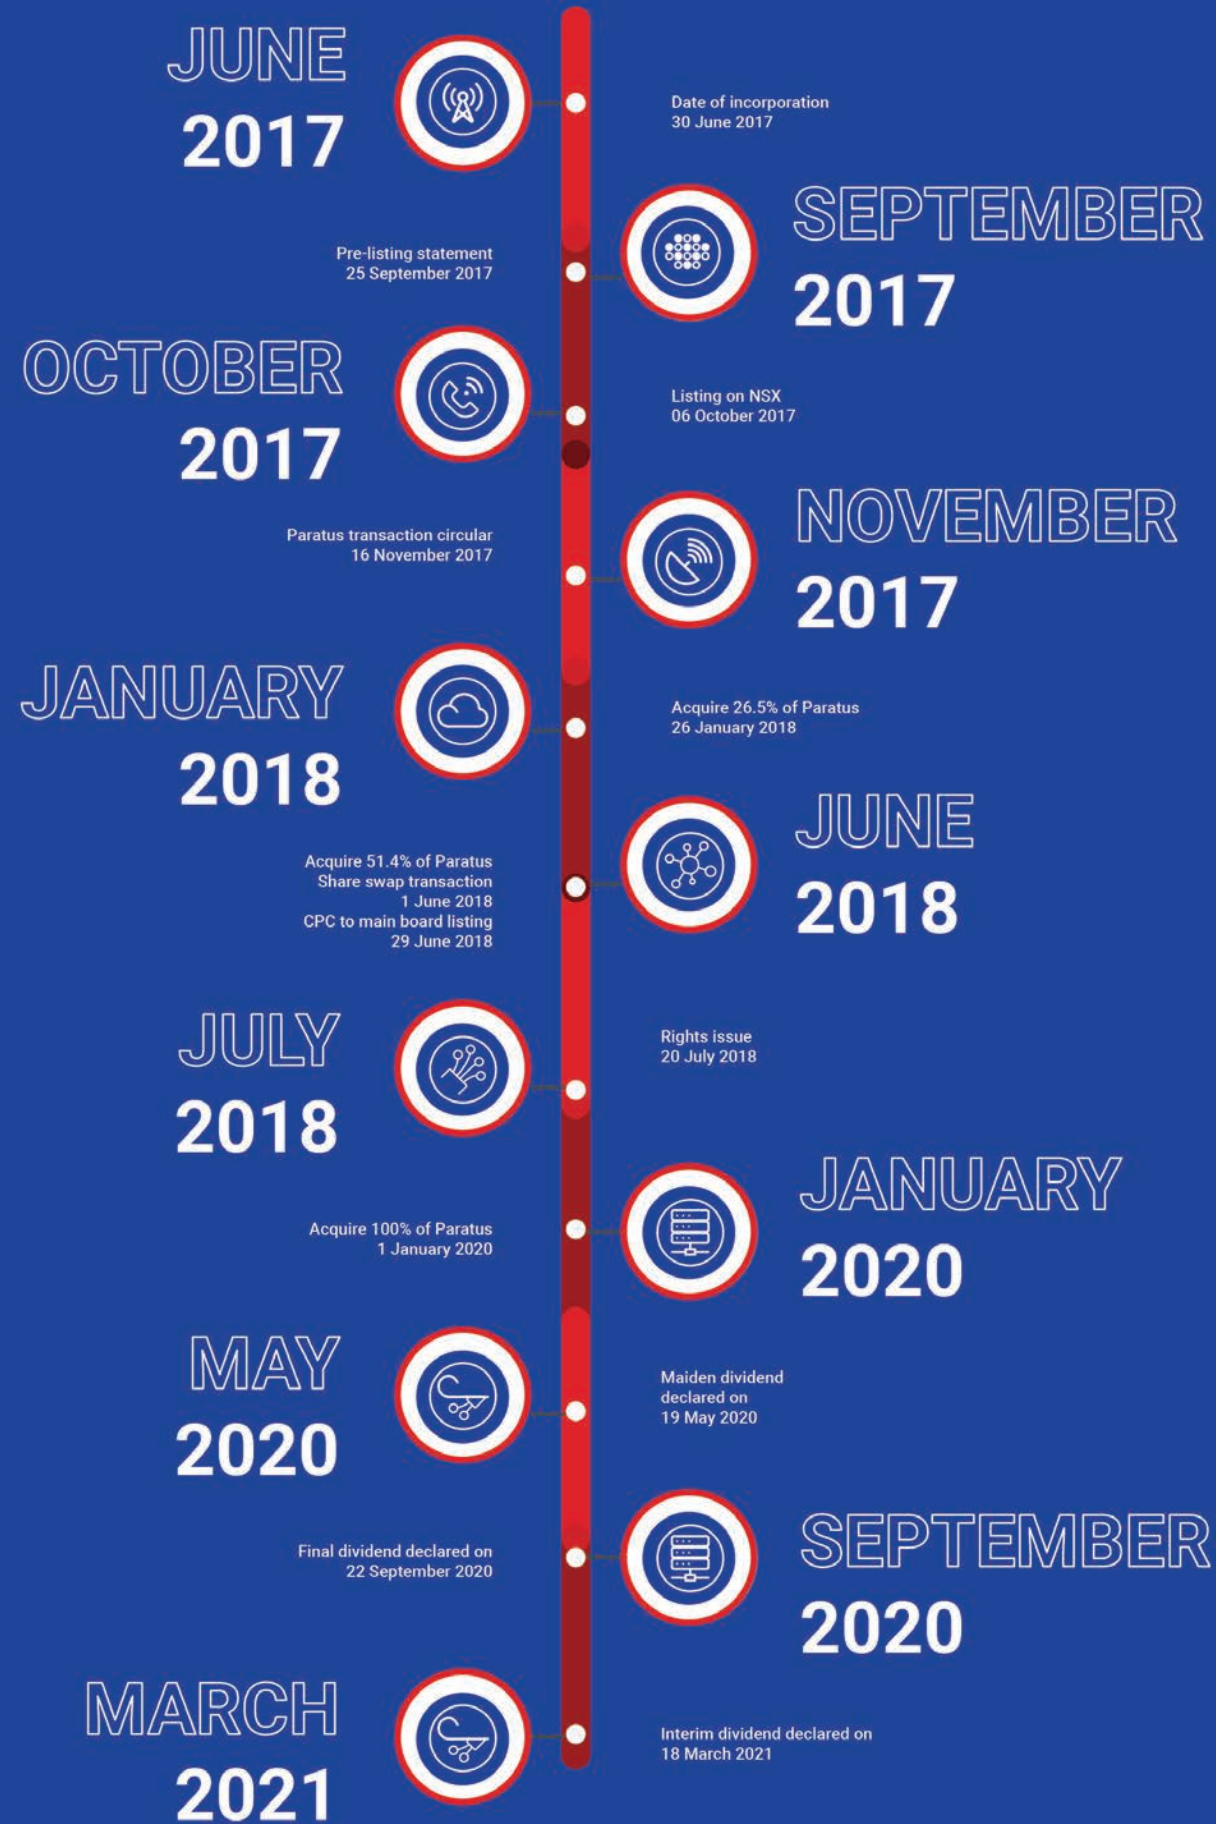 JUNE
2017
Date of incorporation
30 June 2017
SEPTEMBER
2017
Pre-listing statement
25 September 2017
OCTOBER
2017
Listing on NSX
06 October 2017
NOVEMBER
2017
Paratus transaction circular
16 November 2017
JANUARY
2018
Acquire 26.5% of Paratus
26 January 2018
JUNE
2018
Acquire 51.4% of Paratus
Share swap transaction
1 June 2018
CPC to main board listing
29 June 2018
JULY
2018
Rights issue
20 July 2018
JANUARY
2020
Acquire 100% of Paratus
1 January 2020
MAY
2020
Maiden dividend
declared on
19 May 2020
SEPTEMBER
2020
Final dividend declared on
22 September 2020
MARCH
2021
Interim dividend declared on
18 March 2021